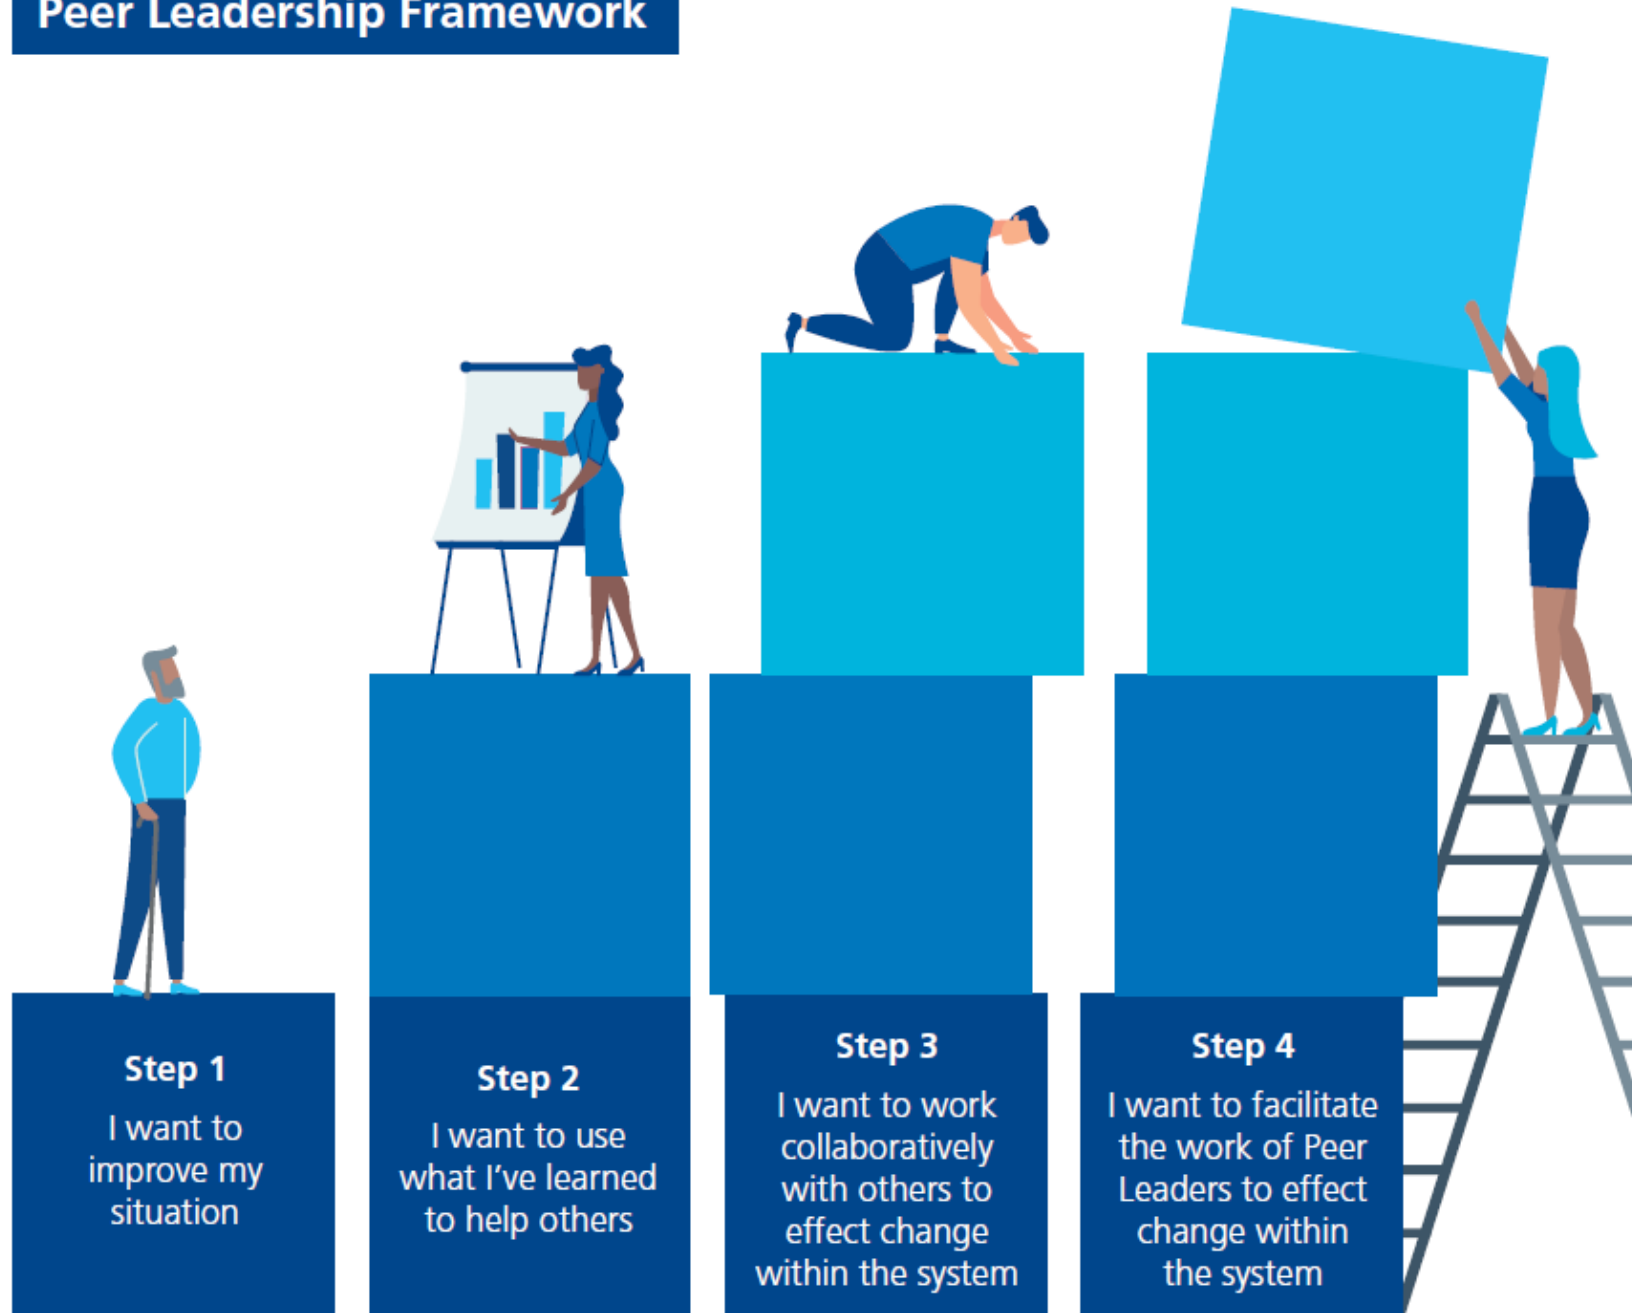 Peer Leadership Framework
Step 1
I want to
improve my
situation
Step 2
I want to use
what I've learned
to help others
Step 3
I want to work
collaboratively
with others to
effect change
within the system
Step 4
I want to facilitate
the work of Peer
Leaders to effect
change within
the system